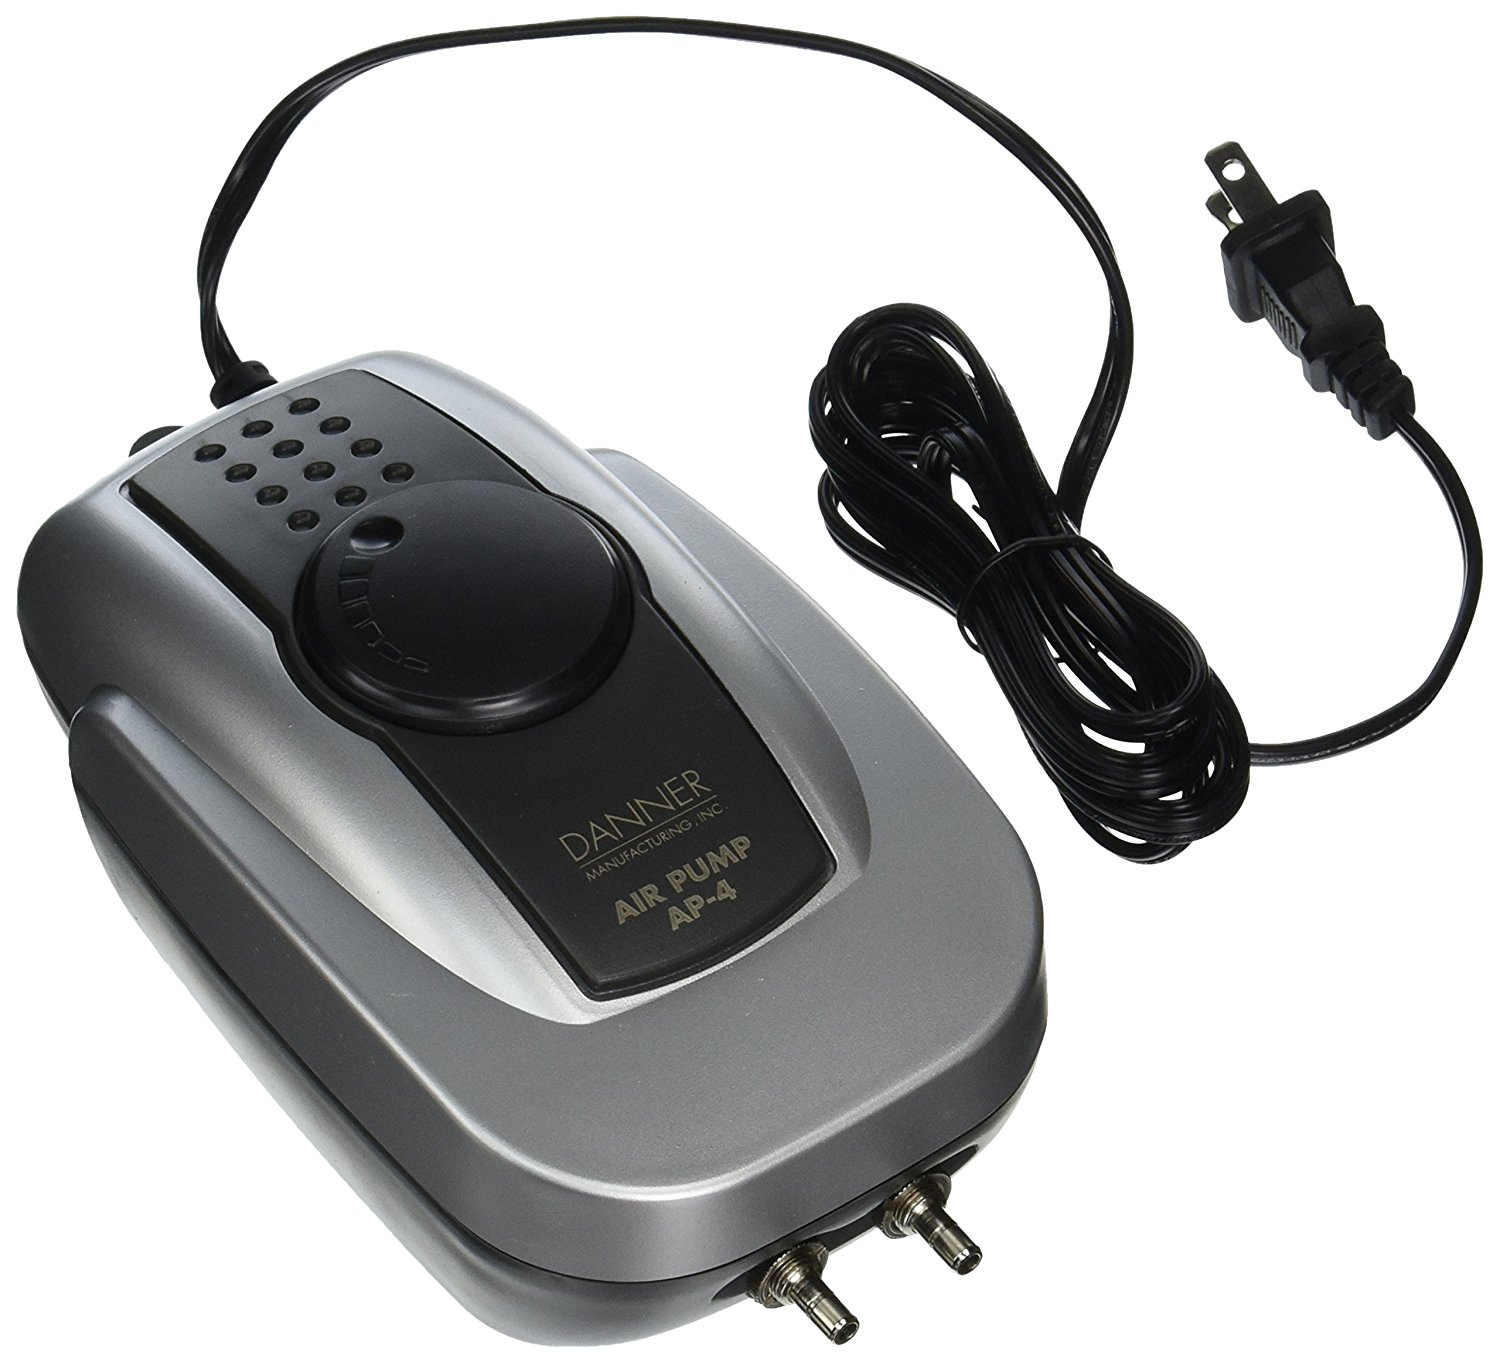 DANNER
MANUFACTURING, INC.
AIR PUMP
AP-4